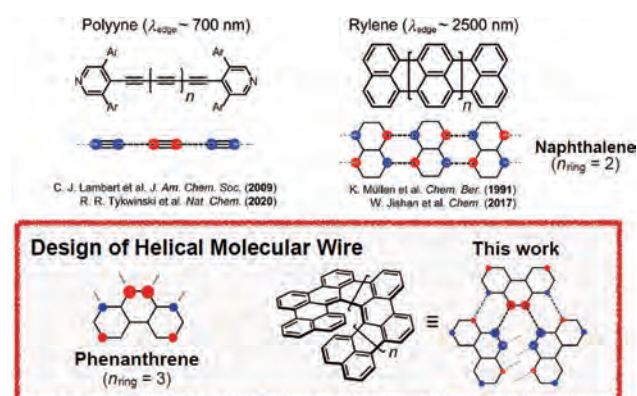 Polyyne (λedge ~ 700 nm)
Rylene (λedge ~ 2500 nm)
Ar
Ar
N
N
n
Ar
Ar
n
Naphthalene
(nring = 2)
C. J. Lambert et al. J. Am. Chem. Soc. (2009)
R. R. Tykwinski et al. Nat. Chem. (2020)
K. Müllen et al. Chem. Ber. (1991)
W. Jishan et al. Chem. (2017)
Design of Helical Molecular Wire
This work
n
≡
Phenanthrene
(nring = 3)